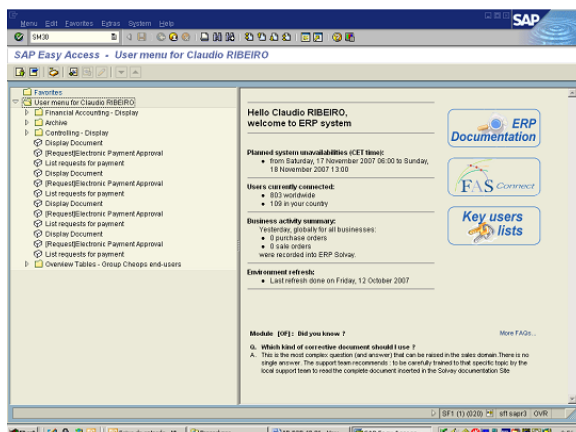 Menu Edit Favorites Extras System Help
SAP
SM38
SAP Easy Access - User menu for Claudio RIBEIRO
Favorites
User menu for Claudio RIBEIRO
Financial Accounting - Display
Archive
Controlling - Display
Display Document
[Request]Electronic Payment Approval
List requests for payment
Display Document
[Request]Electronic Payment Approval
List requests for payment
Display Document
[Request]Electronic Payment Approval
List requests for payment
Display Document
[Request]Electronic Payment Approval
List requests for payment
Overview Tables - Group Cheops end-users
Hello Claudio RIBEIRO,
welcome to ERP system
Planned system unavailabilities (CET time):
from Saturday, 17 November 2007 06:00 to Sunday,
18 November 2007 13:00
Users currently connected:
803 worldwide
109 in your country
Business activity summary:
Yesterday, globally for all businesses:
0 purchase orders
0 sale orders
were recorded into ERP Solvay.
Environment refresh:
Last refresh done on Friday, 12 October 2007
ERP
Documentation
FAS Connect
Key users
lists
Module [OF] : Did you know ?
More FAQs...
Q. Which kind of corrective document should I use ?
A. This is the most complex question (and answer) that can be raised in the sales domain.There is no
single answer. The support team recommends : to be carefully trained to that specific topic by the
local support team to read the complete document inserted in the Solvay documentation Site
SF1 (1) (020) sf1sapr3 OVR